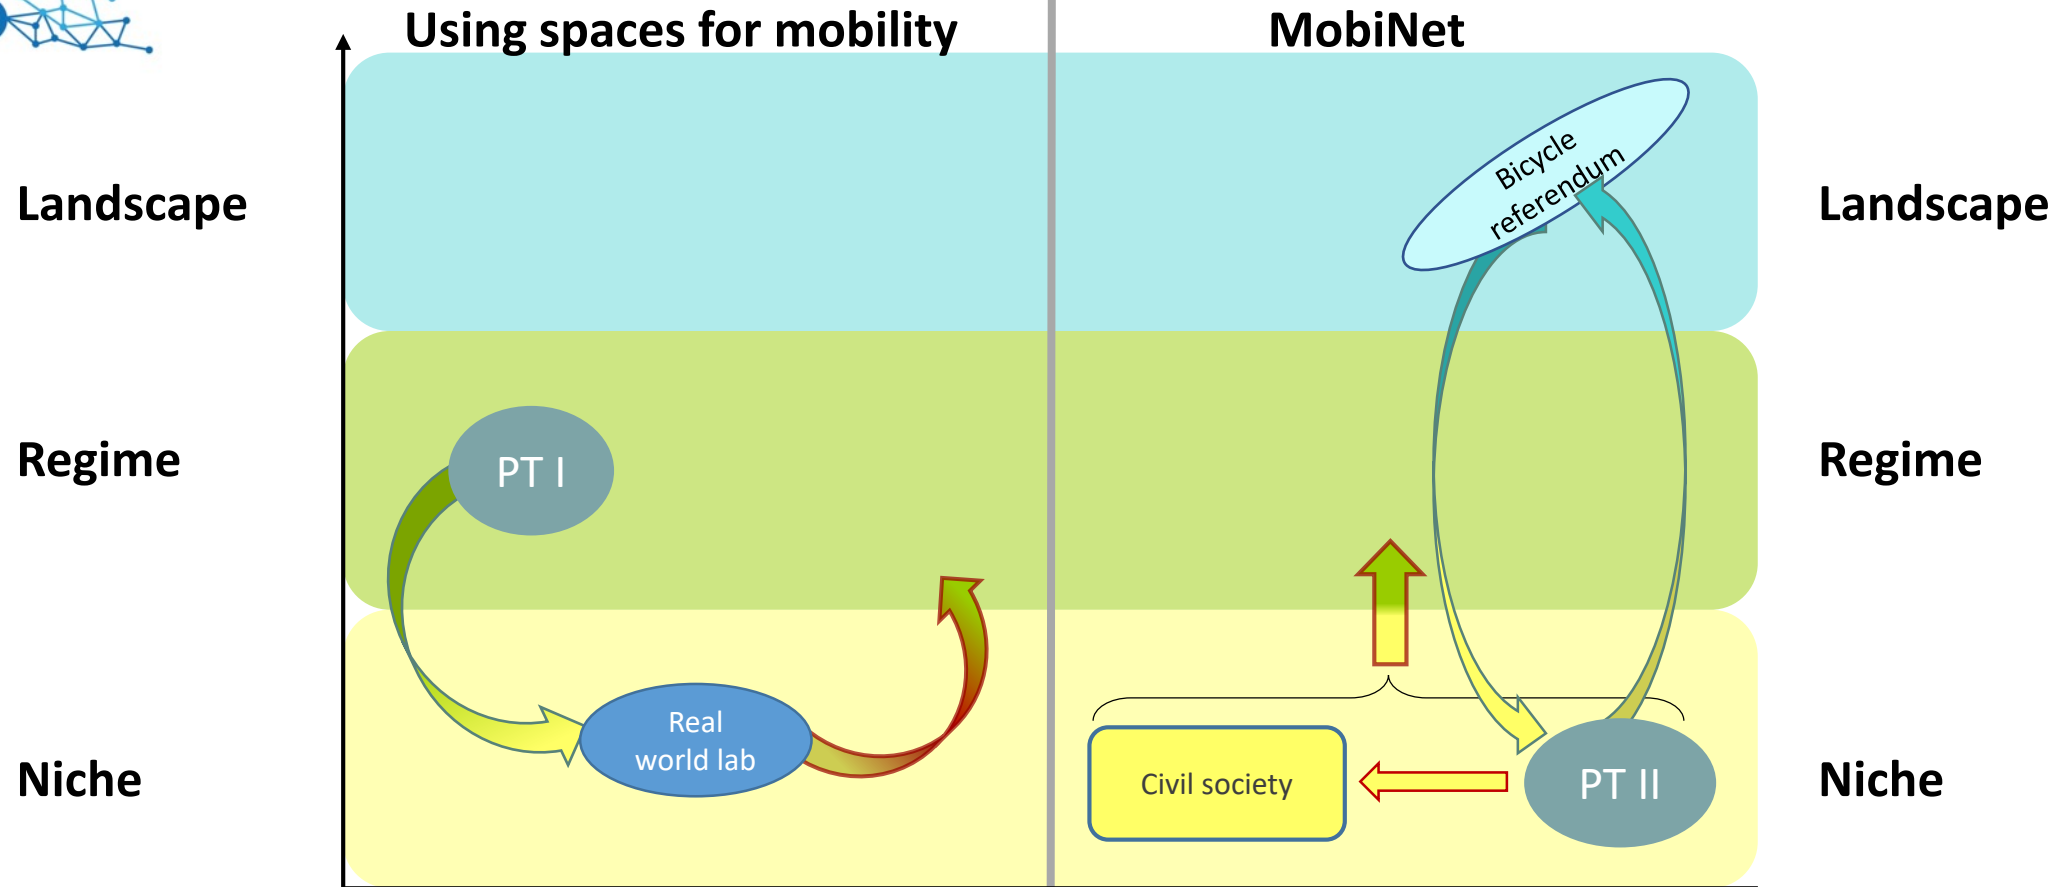 Using spaces for mobility
MobiNet
Landscape
Bicycle
referendum
Landscape
Regime
PT I
Regime
Real
world lab
Niche
Civil society
PT II
Niche